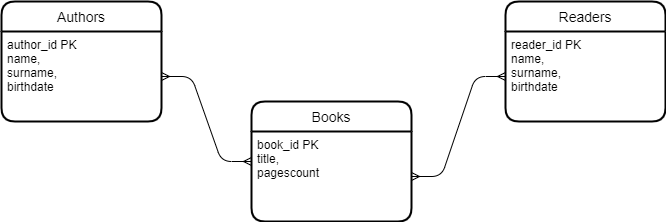 Authors
author_id PK
name,
surname,
birthdate
Books
book_id PK
title,
pagescount
Readers
reader_id PK
name,
surname,
birthdate